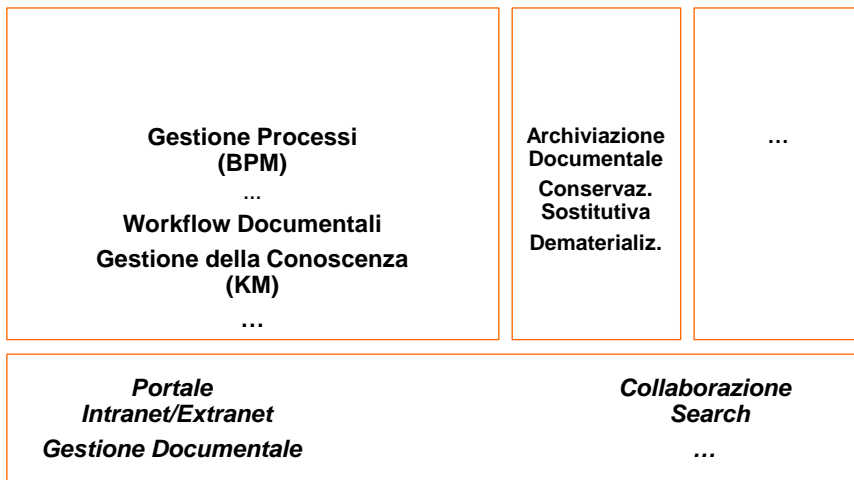 Gestione Processi
(BPM)
…
Workflow Documentali
Gestione della Conoscenza
(KM)
…
Archiviazione
Documentale
Conservaz.
Sostitutiva
Dematerializ.
…
Portale
Intranet/Extranet
Gestione Documentale
Collaborazione
Search
…